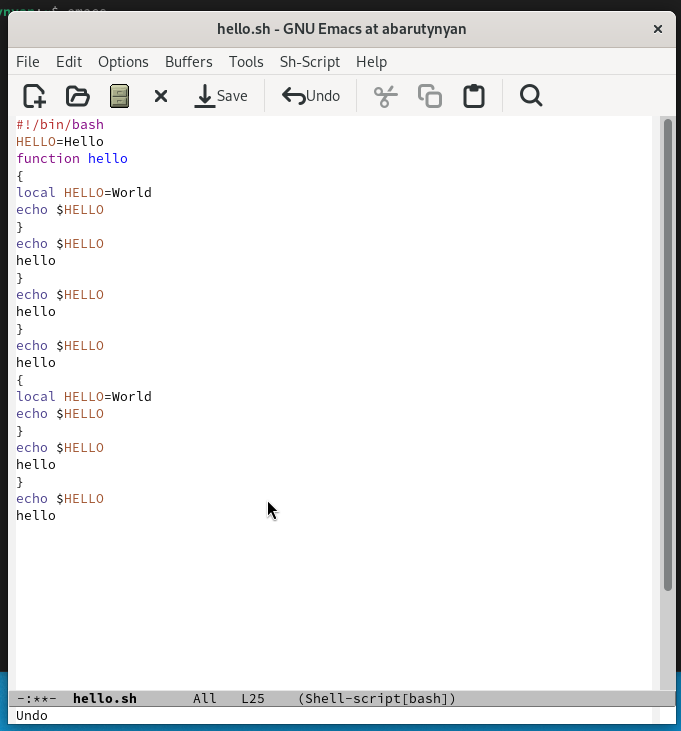 hello.sh - GNU Emacs at abarutynyan
File Edit Options Buffers Tools Sh-Script Help
Save Undo
#!/bin/bash
HELLO=Hello
function hello
{
local HELLO=World
echo $HELLO
}
echo $HELLO
hello
}
echo $HELLO
hello
}
echo $HELLO
hello
{
local HELLO=World
echo $HELLO
}
echo $HELLO
hello
}
echo $HELLO
hello
-:**- hello.sh All L25 (Shell-script[bash])
Undo